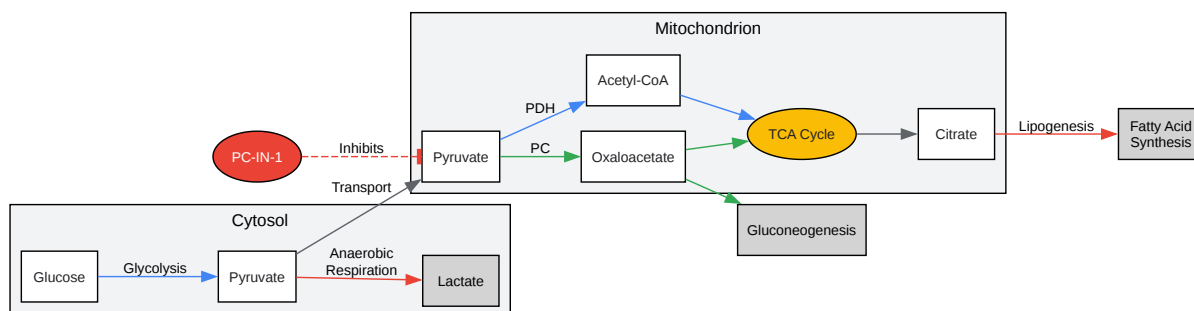 Mitochondrion
Acetyl-CoA
PDH
TCA Cycle
Citrate
Lipogenesis
Fatty Acid
Synthesis
PC-IN-1
Inhibits
Pyruvate
PC
Oxaloacetate
Transport
Gluconeogenesis
Cytosol
Glucose
Glycolysis
Pyruvate
Anaerobic
Respiration
Lactate